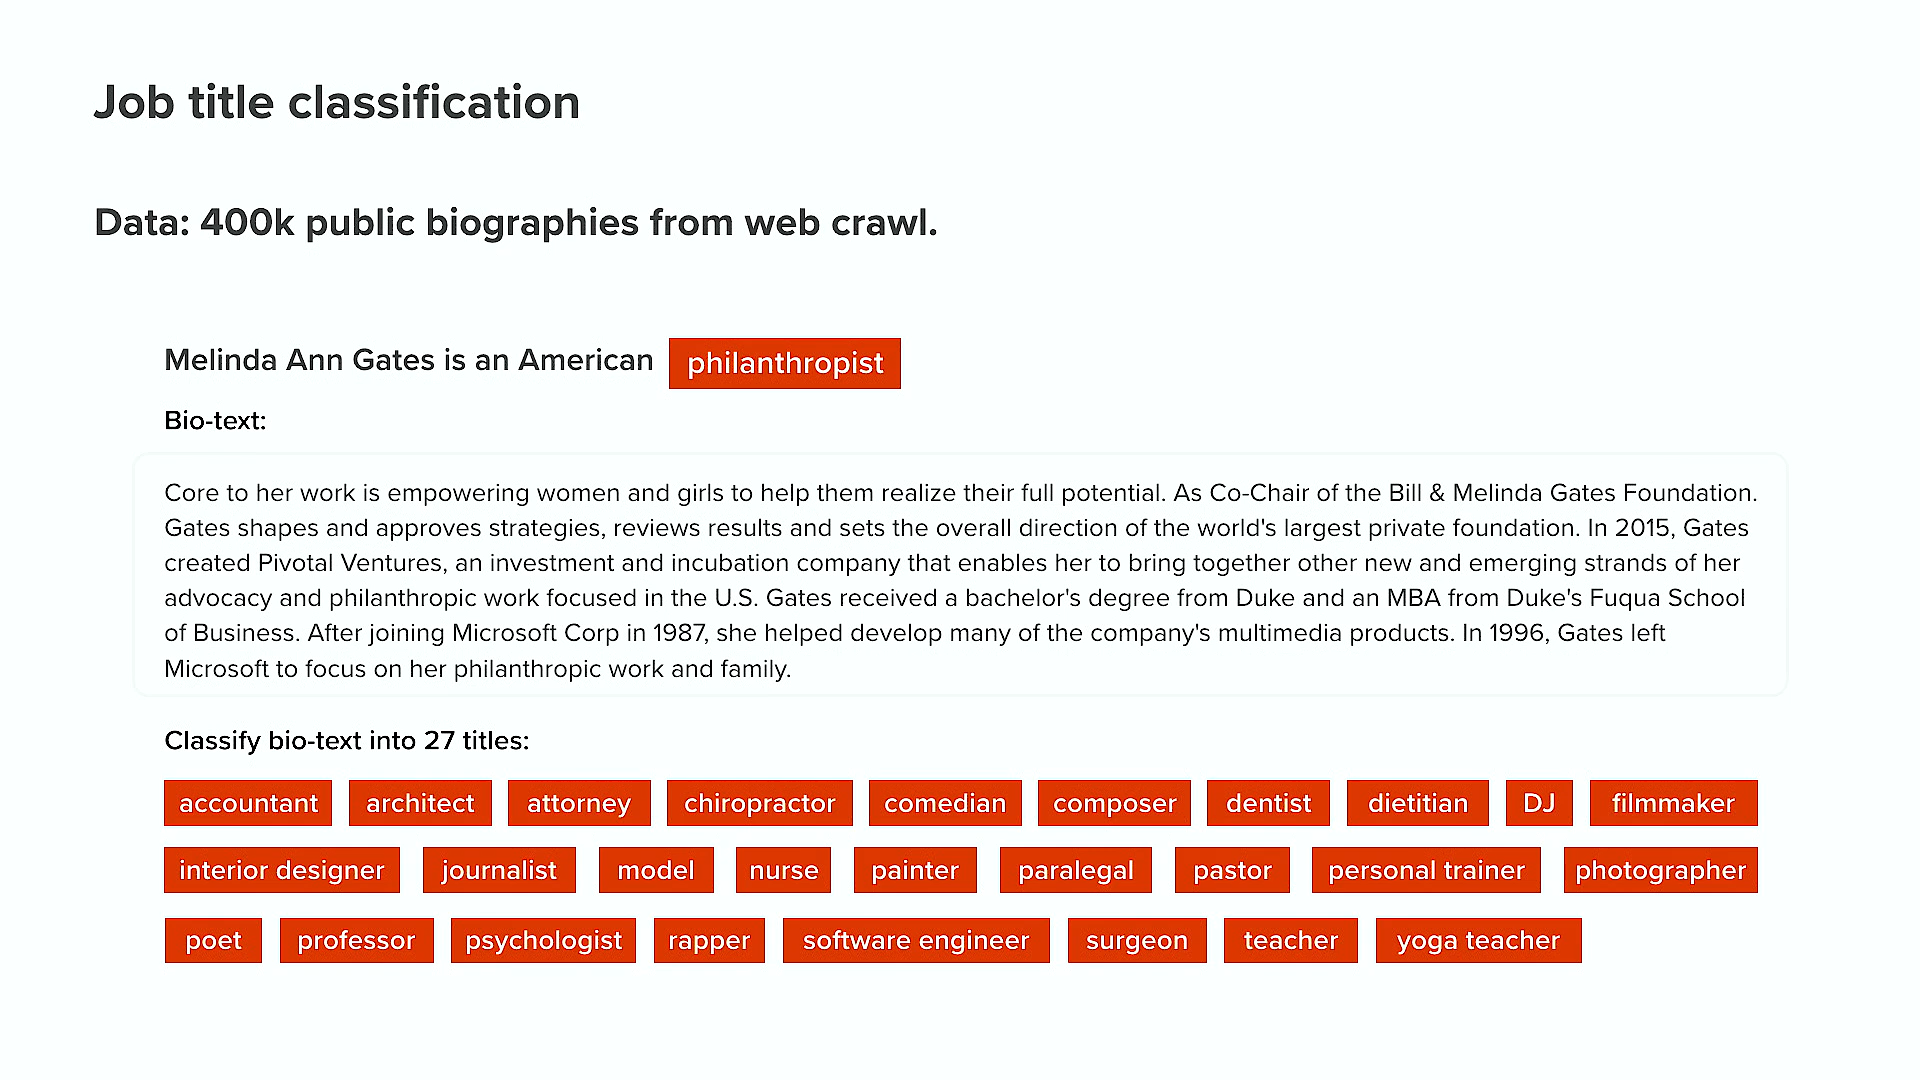 Job title classification
Data: 400k public biographies from web crawl.
Melinda Ann Gates is an American philanthropist
Bio-text:
Core to her work is empowering women and girls to help them realize their full potential. As Co-Chair of the Bill & Melinda Gates Foundation.
Gates shapes and approves strategies, reviews results and sets the overall direction of the world's largest private foundation. In 2015, Gates
created Pivotal Ventures, an investment and incubation company that enables her to bring together other new and emerging strands of her
advocacy and philanthropic work focused in the U.S. Gates received a bachelor's degree from Duke and an MBA from Duke's Fuqua School
of Business. After joining Microsoft Corp in 1987, she helped develop many of the company's multimedia products. In 1996, Gates left
Microsoft to focus on her philanthropic work and family.
Classify bio-text into 27 titles:
accountant architect attorney chiropractor comedian composer dentist dietitian DJ filmmaker
interior designer journalist model nurse painter paralegal pastor personal trainer photographer
poet professor psychologist rapper software engineer surgeon teacher yoga teacher